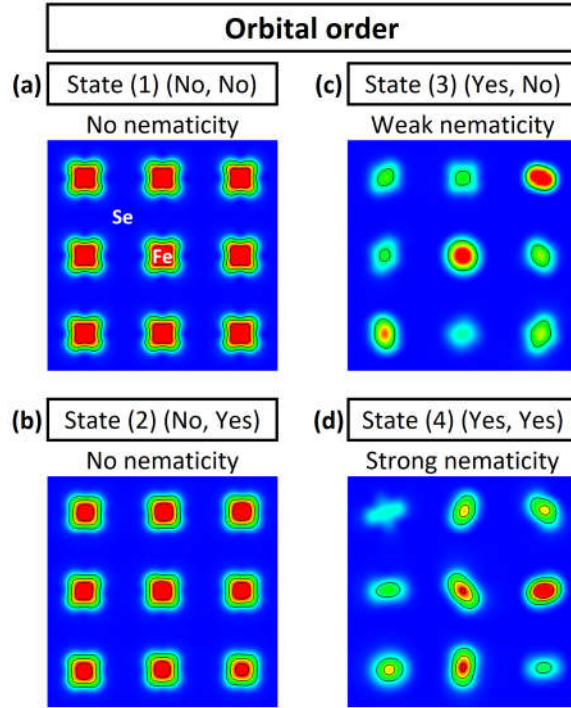 Orbital order
(a) State (1) (No, No)
No nematicity
Se
Fe
(b) State (2) (No, Yes)
No nematicity
(c) State (3) (Yes, No)
Weak nematicity
(d) State (4) (Yes, Yes)
Strong nematicity